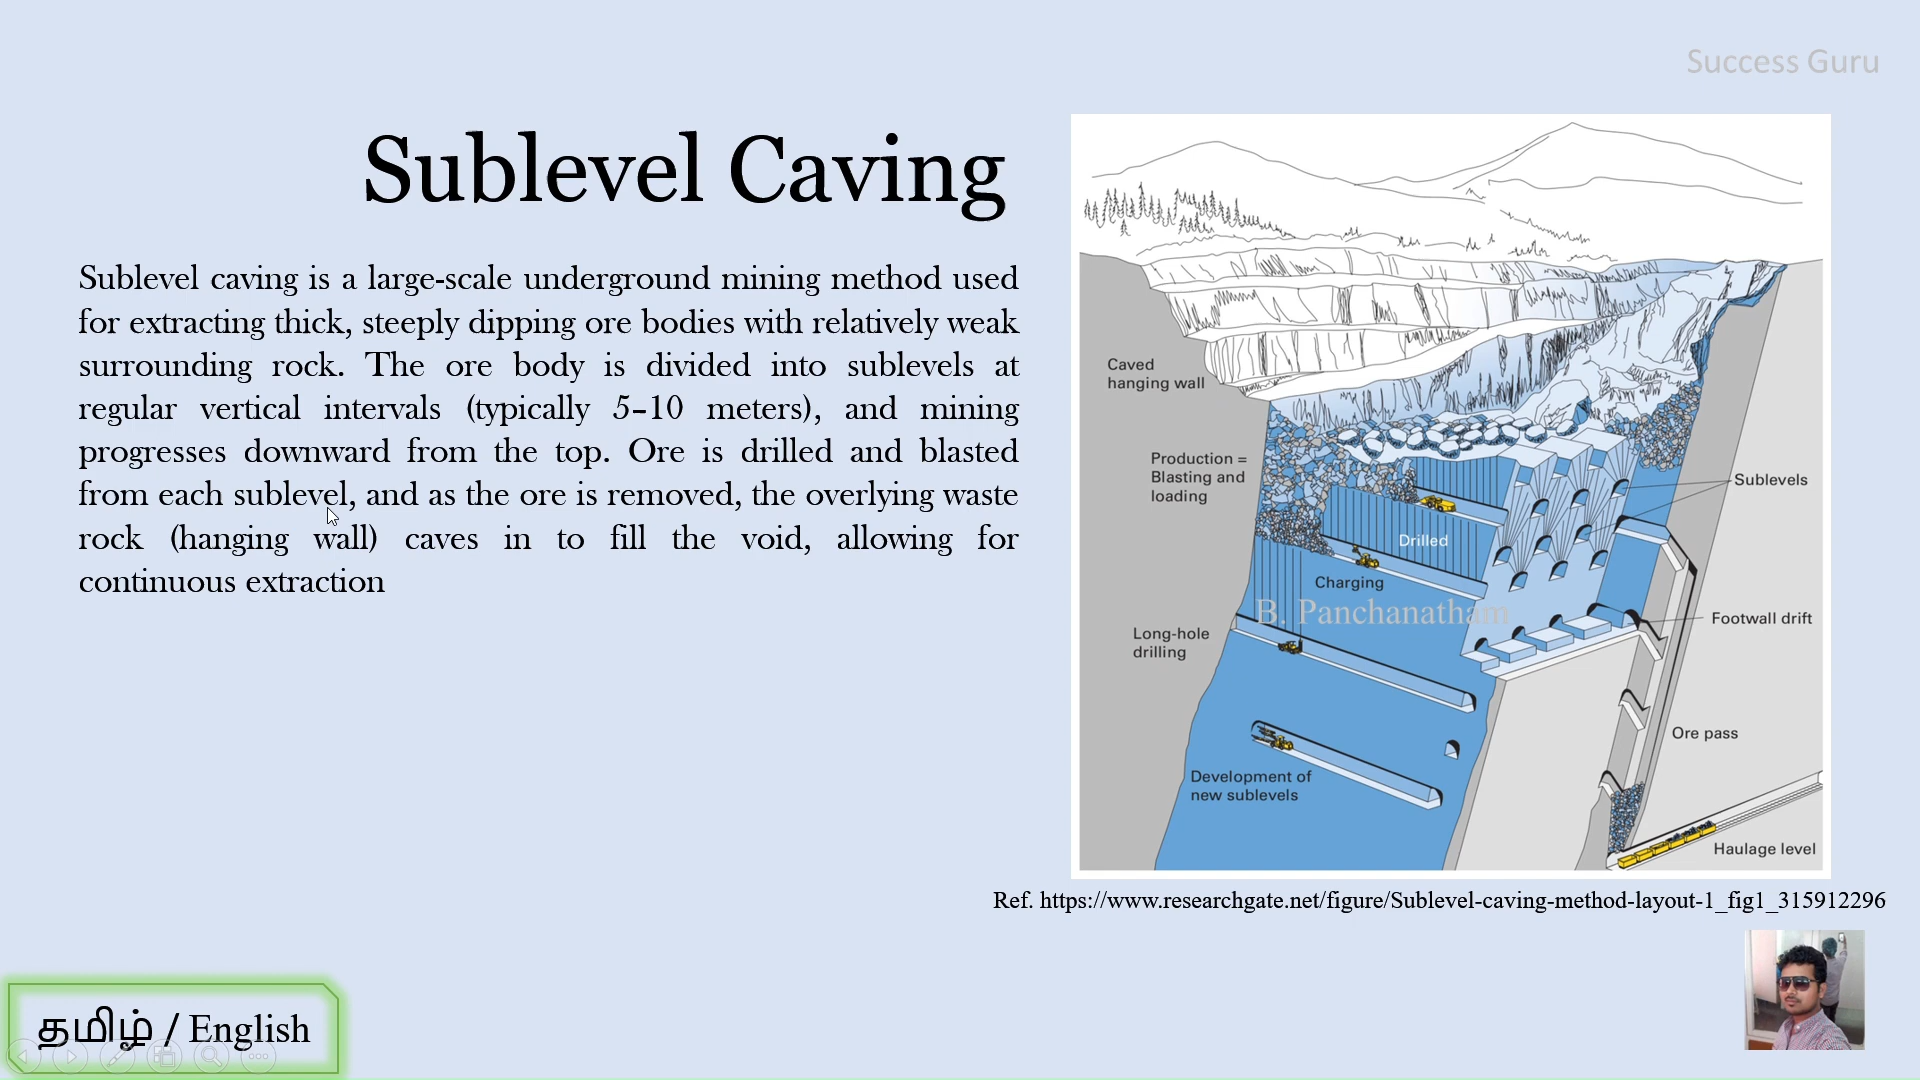 Success Guru
Sublevel Caving
Sublevel caving is a large-scale underground mining method used
for extracting thick, steeply dipping ore bodies with relatively weak
surrounding rock. The ore body is divided into sublevels at
regular vertical intervals (typically 5–10 meters), and mining
progresses downward from the top. Ore is drilled and blasted
from each sublevel, and as the ore is removed, the overlying waste
rock (hanging wall) caves in to fill the void, allowing for
continuous extraction
Caved
hanging wall
Production =
Blasting and
loading
Sublevels
Drilled
Charging
B. Panchanatham
Footwall drift
Long-hole
drilling
Ore pass
Development of
new sublevels
Haulage level
Ref. https://www.researchgate.net/figure/Sublevel-caving-method-layout-1_fig1_315912296
தமிழ் / English